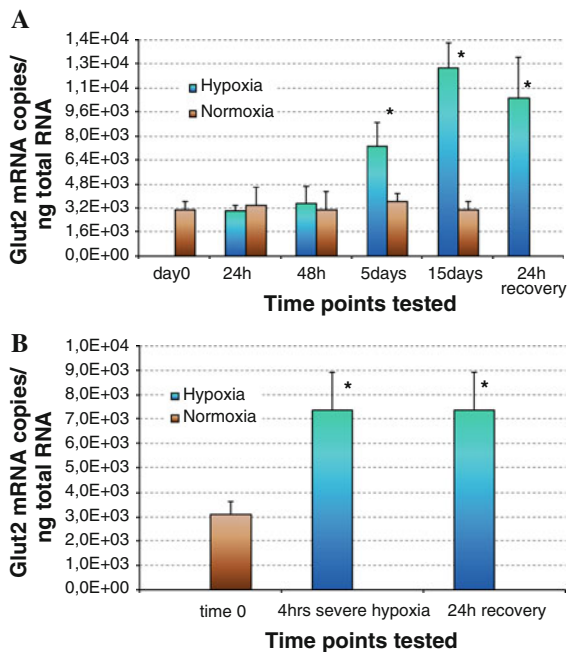 A
Glut2 mRNA copies/
ng total RNA
1,4E+04
1,3E+04
1,1E+04
9,6E+03
8,0E+03
6,4E+03
4,8E+03
3,2E+03
1,6E+03
0,0E+00
Hypoxia
Normoxia
*
*
*
day0
24h
48h
5days
15days
24h
recovery
Time points tested
B
Glut2 mRNA copies/
ng total RNA
1,0E+04
9,0E+03
8,0E+03
7,0E+03
6,0E+03
5,0E+03
4,0E+03
3,0E+03
2,0E+03
1,0E+03
0,0E+00
Hypoxia
Normoxia
*
*
time 0
4hrs severe hypoxia
24h recovery
Time points tested